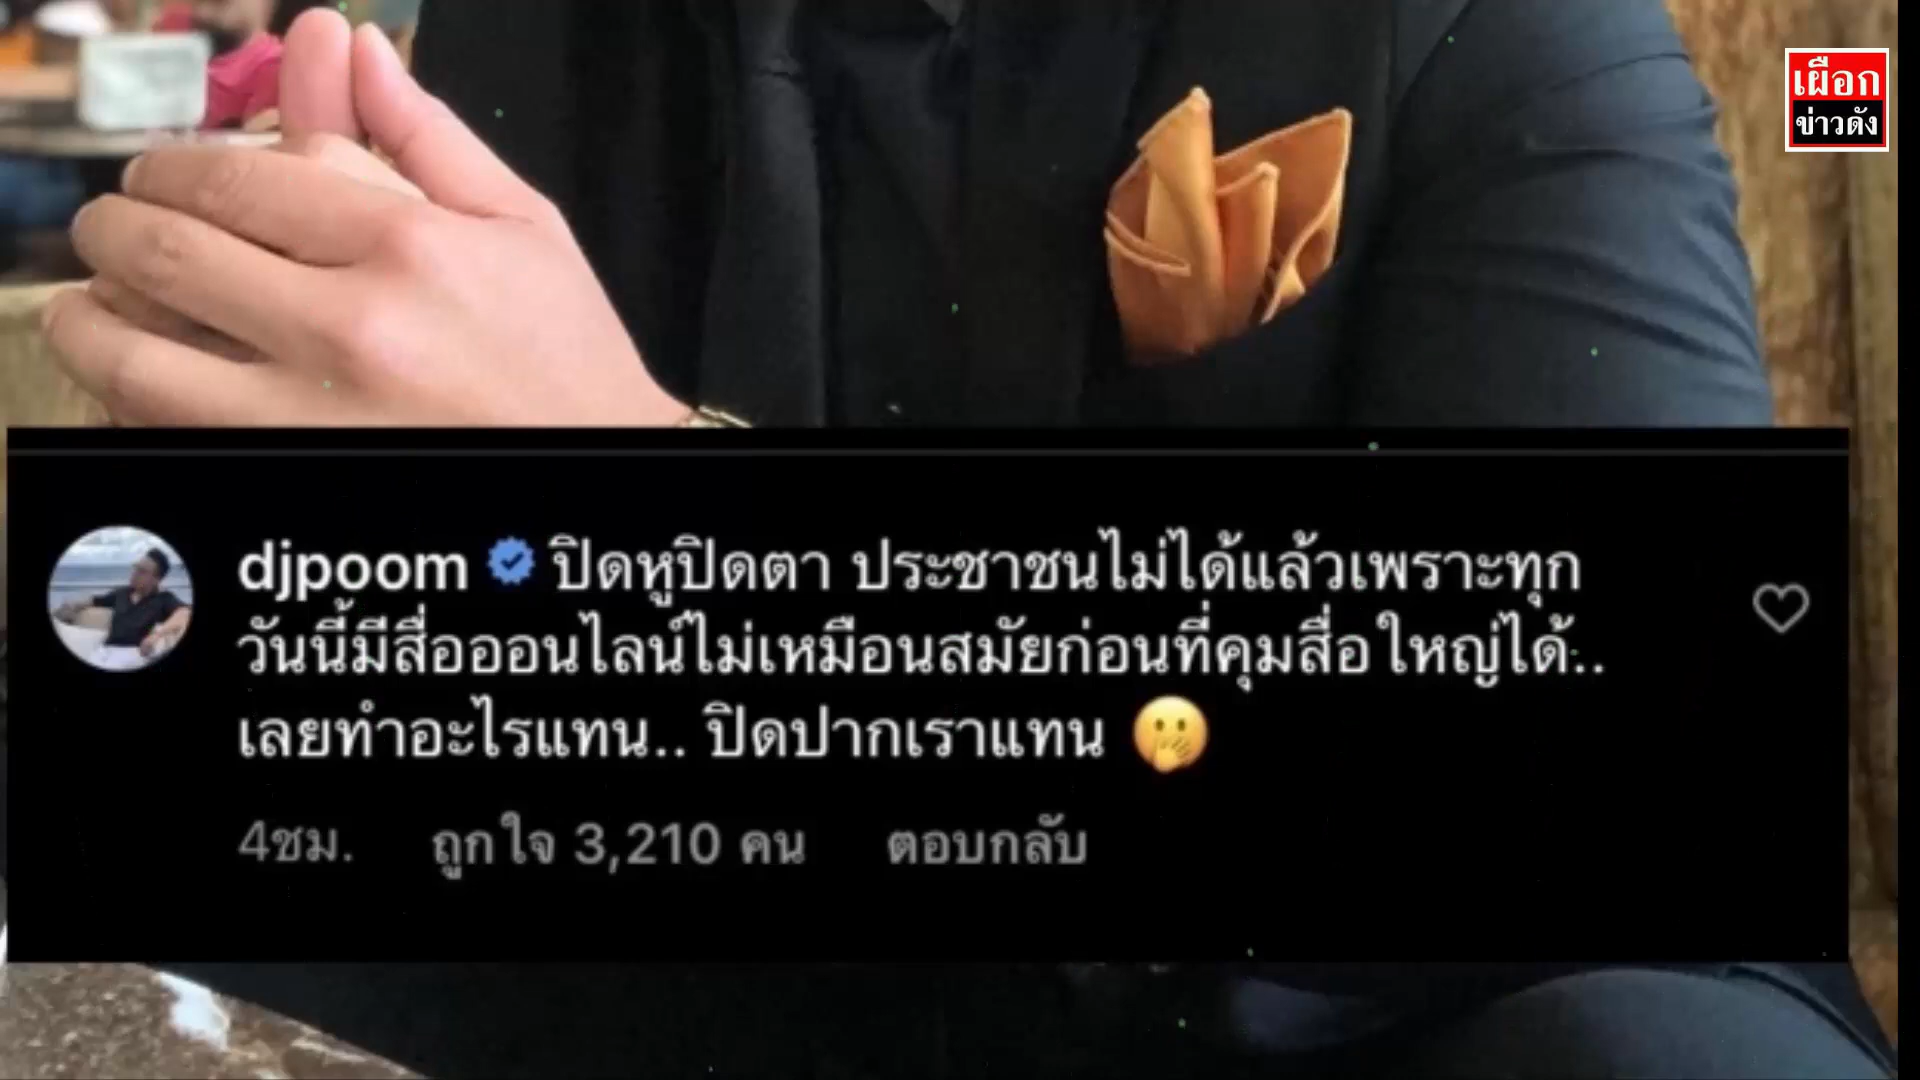 เผือก
ข่าวดัง
djpoom ปิดหูปิดตา ประชาชนไม่ได้แล้วเพราะทุก
วันนี้มีสื่อออนไลน์ไม่เหมือนสมัยก่อนที่คุมสื่อใหญ่ได้..
เลยทำอะไรแทน.. ปิดปากเราแทน 🤭
4ชม. ถูกใจ 3,210 คน ตอบกลับ